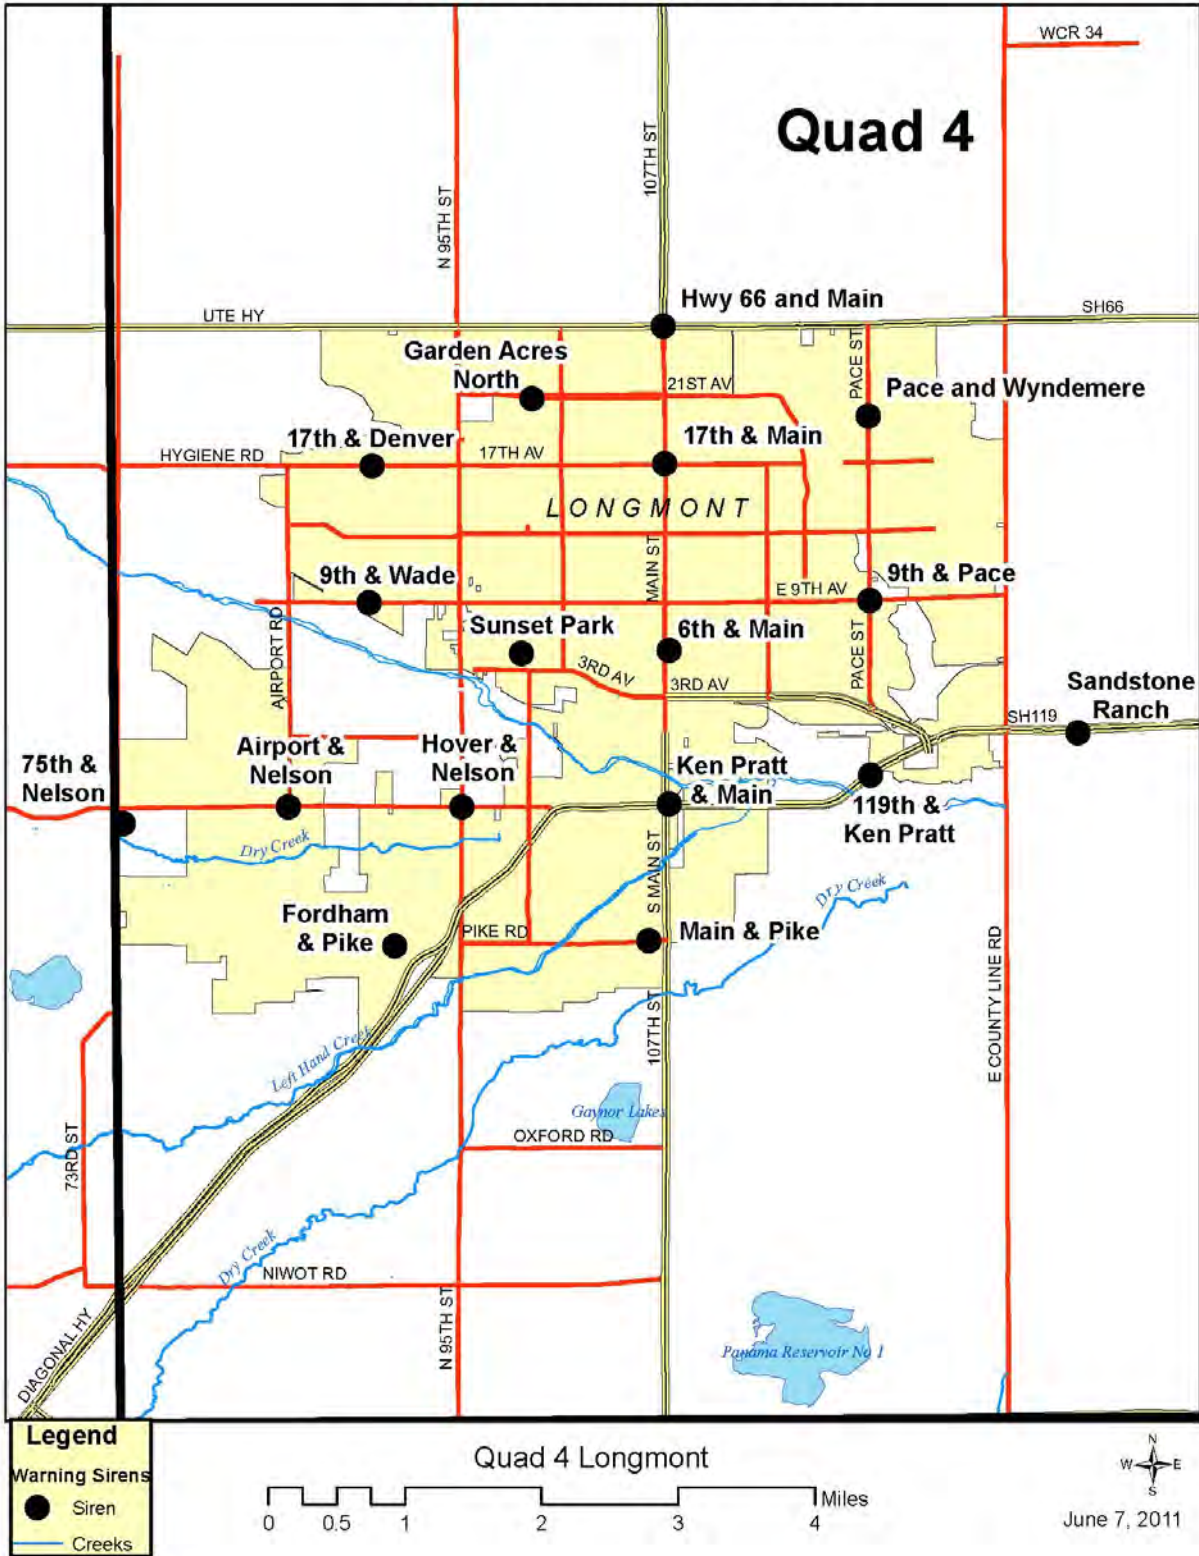 WCR 34
Quad 4
107TH ST
N 95TH ST
Hwy 66 and Main
UTE HY
SH66
Garden Acres
North
PACE ST
21ST AV
Pace and Wyndemere
17th & Denver
17th & Main
HYGIENE RD
17TH AV
LONGMONT
MAIN ST
9th & Wade
9th & Pace
E 9TH AV
AIRPORT RD
Sunset Park
6th & Main
PACE ST
3RD AV
3RD AV
Sandstone
Ranch
SH119
75th &
Nelson
Airport &
Nelson
Hover &
Nelson
Ken Pratt
& Main
119th &
Ken Pratt
Dry Creek
S MAIN ST
Dry Creek
Fordham
& Pike
PIKE RD
Main & Pike
E COUNTY LINE RD
107TH ST
Left Hand Creek
Gaynor Lakes
OXFORD RD
73RD ST
Dry Creek
NIWOT RD
DIAGONAL HY
N 95TH ST
Panama Reservoir No 1
Legend
Warning Sirens
Siren
Creeks
Quad 4 Longmont
0 0.5 1 2 3 4 Miles
N
W E
S
June 7, 2011